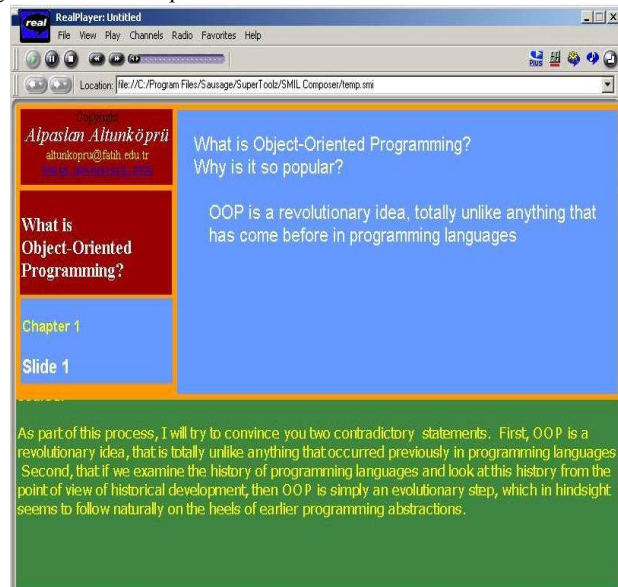 real
RealPlayer: Untitled
File View Play Channels Radio Favorites Help
PLUS
Location: file://C:/Program Files/Sausage/SuperToolz/SMIL Composer/temp.smi
Copyright
Alpaslan Altunköprü
altunkopru@fatih.edu.tr
What is
Object-Oriented
Programming?
Chapter 1
Slide 1
What is Object-Oriented Programming?
Why is it so popular?
OOP is a revolutionary idea, totally unlike anything that
has come before in programming languages
As part of this process, I will try to convince you two contradictory statements. First, OOP is a
revolutionary idea, that is totally unlike anything that occurred previously in programming languages
Second, that if we examine the history of programming languages and look at this history from the
point of view of historical development, then OOP is simply an evolutionary step, which in hindsight
seems to follow naturally on the heels of earlier programming abstractions.